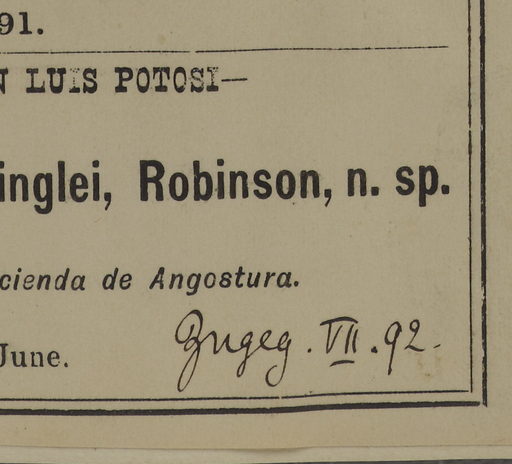 91.
N LUIS POTOSI—
inglei, Robinson, n. sp.
cienda de Angostura.
June.
Zugeg. VII. 92.